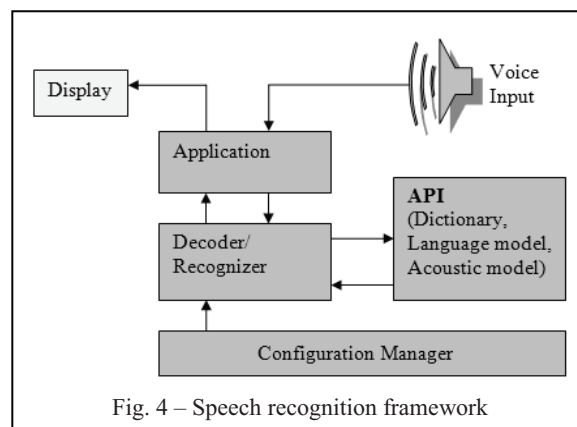 Voice
Input
Display
Application
API
(Dictionary,
Language model,
Acoustic model)
Decoder/
Recognizer
Configuration Manager
Fig. 4 – Speech recognition framework